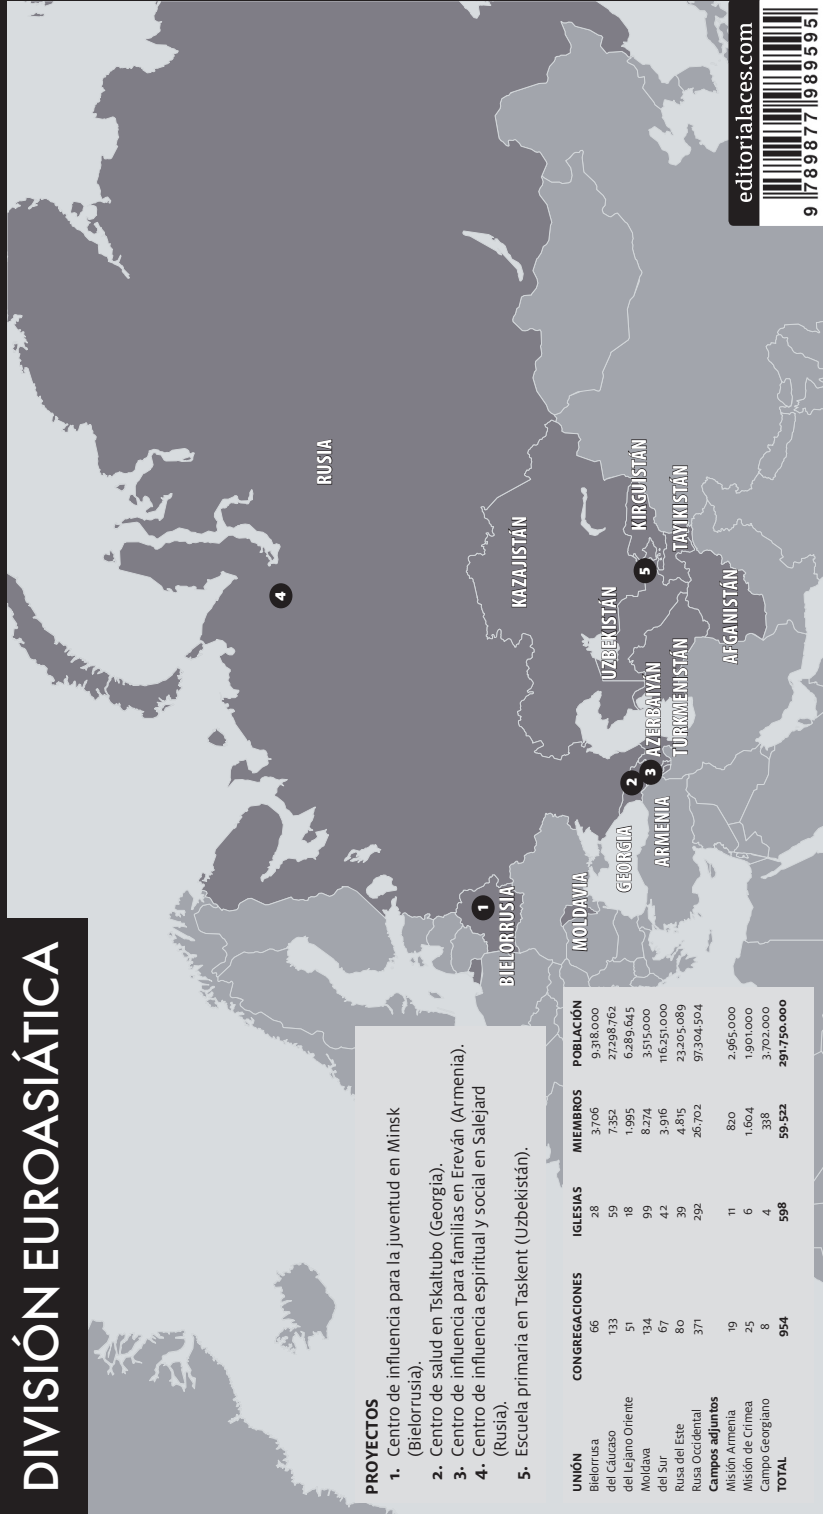 DIVISIÓN EUROASIÁTICA
PROYECTOS
1. Centro de influencia para la juventud en Minsk
(Bielorrusia).
2. Centro de salud en Tskaltubo (Georgia).
3. Centro de influencia para familias en Ereván (Armenia).
4. Centro de influencia espiritual y social en Salejard
(Rusia).
5. Escuela primaria en Taskent (Uzbekistán).
UNIÓN CONGREGACIONES IGLESIAS MIEMBROS POBLACIÓN
Bielorrusa 66 28 3.706 9.318.000
del Cáucaso 133 59 7.352 27.298.762
del Lejano Oriente 51 18 1.995 6.289.645
Moldava 134 99 8.274 3.515.000
del Sur 67 42 3.916 116.251.000
Rusa del Este 80 39 4.815 23.205.089
Rusa Occidental 371 292 26.702 97.304.504
Campos adjuntos
Misión Armenia 19 11 820 2.965.000
Misión de Crimea 25 6 1.604 1.901.000
Campo Georgiano 8 4 338 3.702.000
TOTAL 954 598 59.522 291.750.000
RUSIA
4
KAZAJISTÁN
KIRGUISTÁN
TAYIKISTÁN
5
UZBEKISTÁN
AFGANISTÁN
AZERBAIYÁN
TURKMENISTÁN
2
3
GEORGIA
ARMENIA
1
BIELORRUSIA
MOLDAVIA
editorialaces.com
9 789877 989595